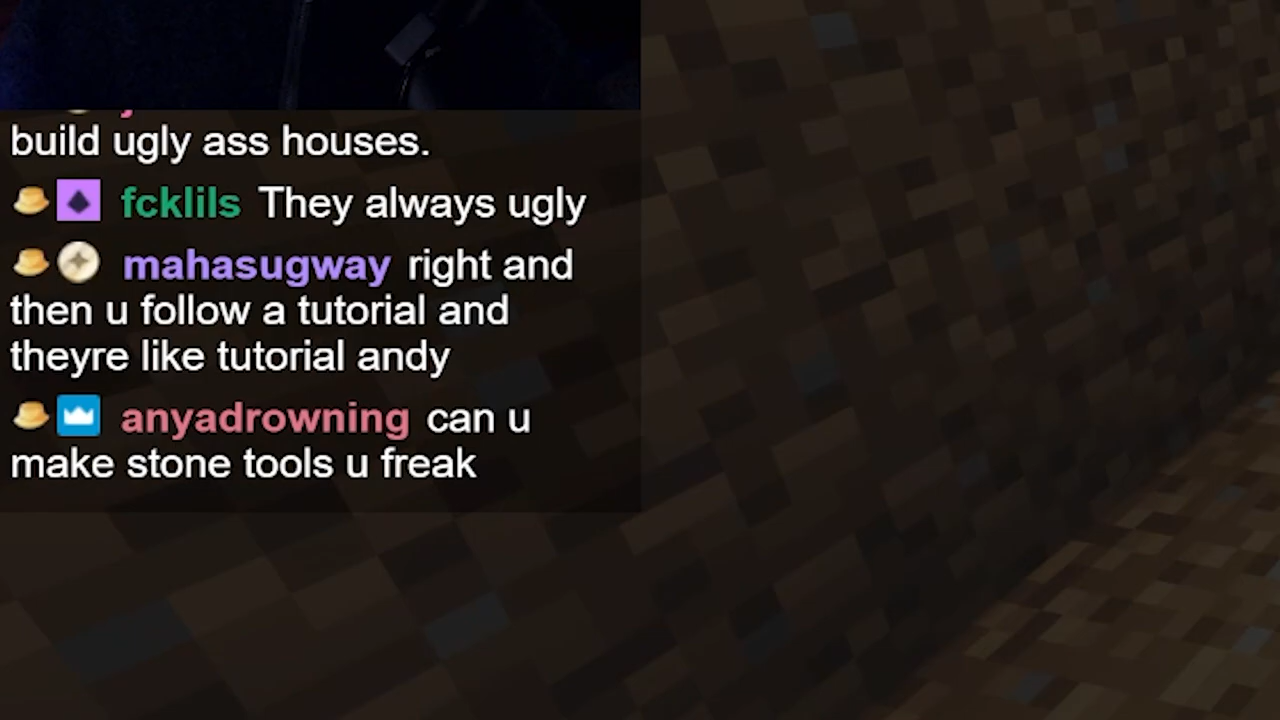 build ugly ass houses.
fcklils They always ugly
mahasugway right and
then u follow a tutorial and
theyre like tutorial andy
anyadrowning can u
make stone tools u freak